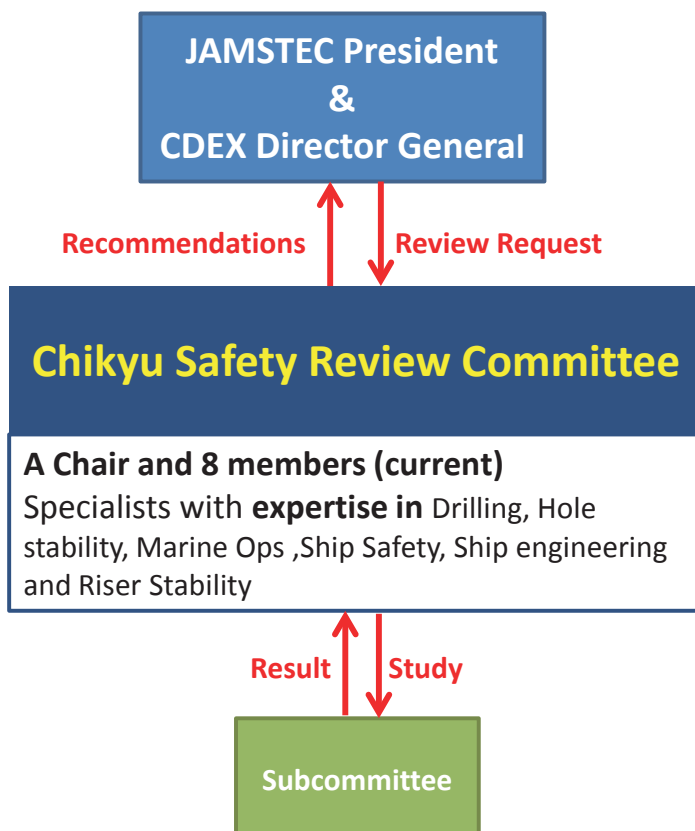 JAMSTEC President
&
CDEX Director General
Recommendations
Review Request
Chikyu Safety Review Committee
A Chair and 8 members (current)
Specialists with expertise in Drilling, Hole
stability, Marine Ops ,Ship Safety, Ship engineering
and Riser Stability
Result
Study
Subcommittee